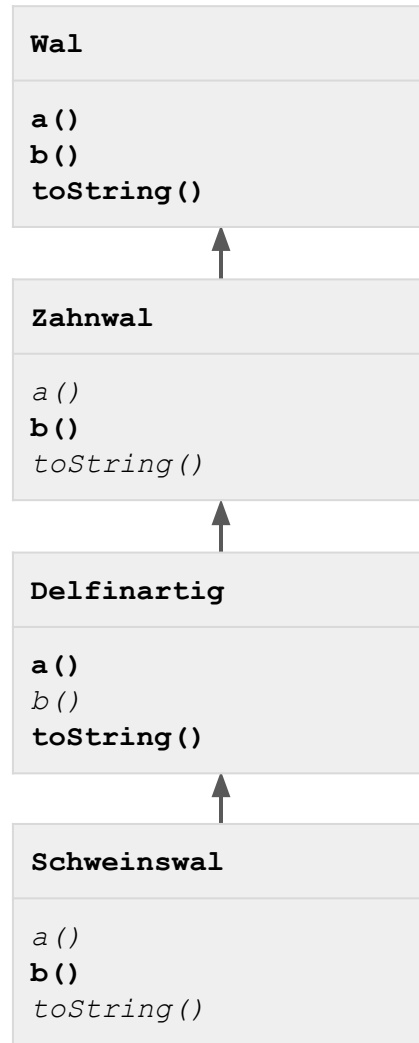 Wal
a()
b()
toString()
Zahnwal
a()
b()
toString()
Delfinartig
a()
b()
toString()
Schweinswal
a()
b()
toString()